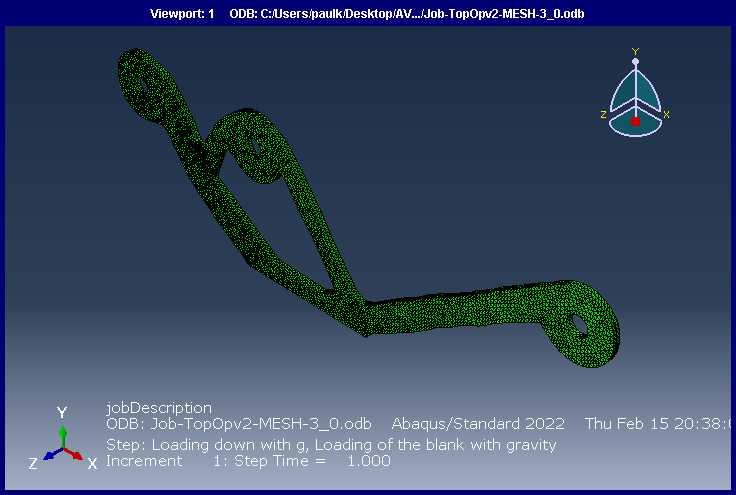 Viewport: 1 ODB: C:/Users/paulk/Desktop/AV.../Job-TopOpv2-MESH-3_0.odb
Y
Z X
Y
Z X
jobDescription
ODB: Job-TopOpv2-MESH-3_0.odb Abaqus/Standard 2022 Thu Feb 15 20:38:
Step: Loading down with g, Loading of the blank with gravity
Increment 1: Step Time = 1.000